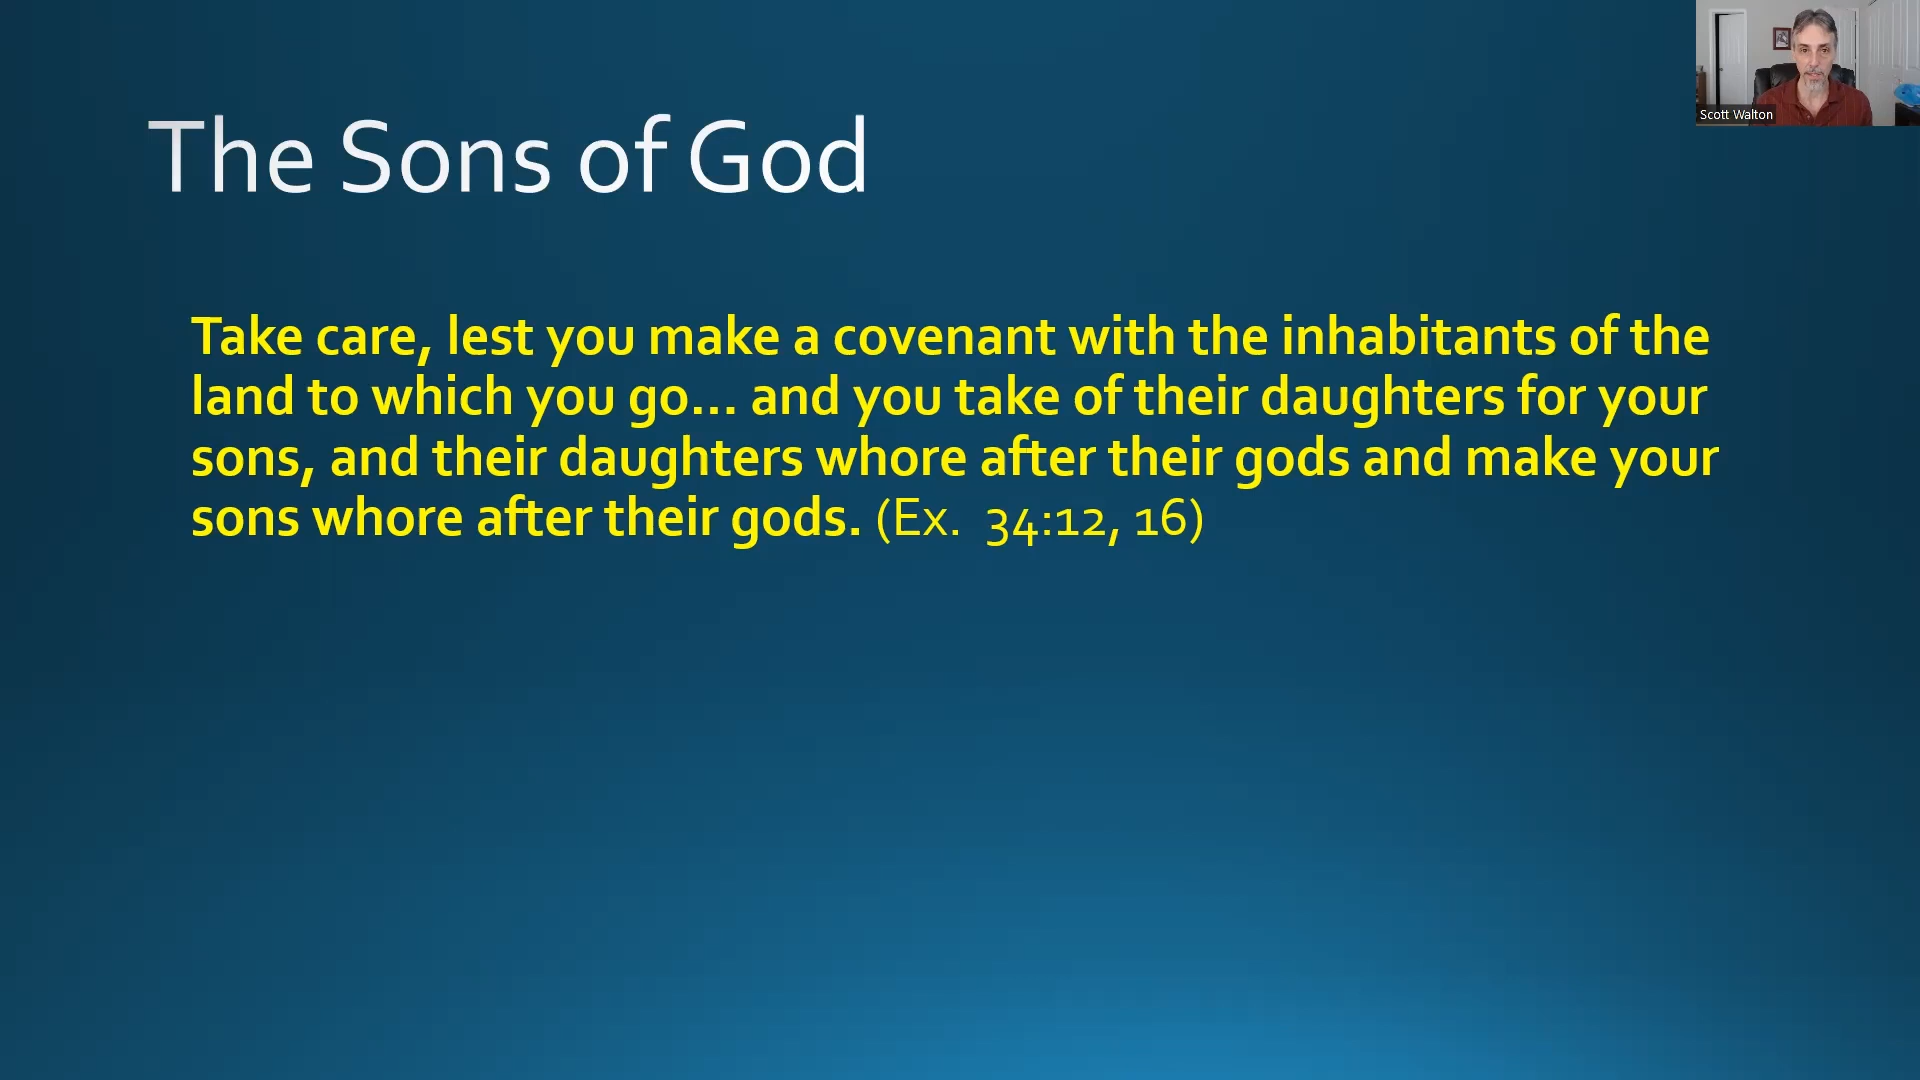 Scott Walton
The Sons of God
Take care, lest you make a covenant with the inhabitants of the
land to which you go... and you take of their daughters for your
sons, and their daughters whore after their gods and make your
sons whore after their gods. (Ex.  34:12, 16)